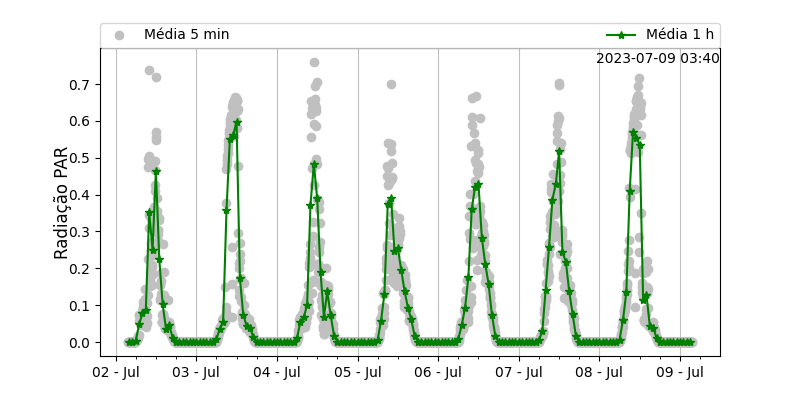 Média 5 min
Média 1 h
2023-07-09 03:40
Radiação PAR
0.7
0.6
0.5
0.4
0.3
0.2
0.1
0.0
02 - Jul
03 - Jul
04 - Jul
05 - Jul
06 - Jul
07 - Jul
08 - Jul
09 - Jul